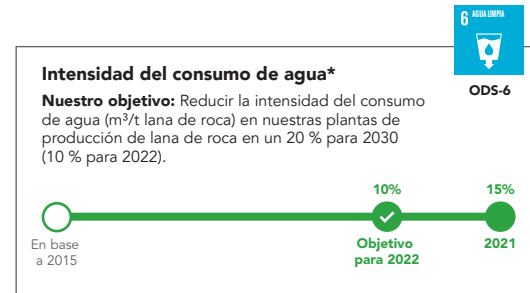 6 AGUA LIMPIA
ODS-6
Intensidad del consumo de agua*
Nuestro objetivo: Reducir la intensidad del consumo
de agua (m³/t lana de roca) en nuestras plantas de
producción de lana de roca en un 20 % para 2030
(10 % para 2022).
10%
15%
En base
a 2015
Objetivo
para 2022
2021